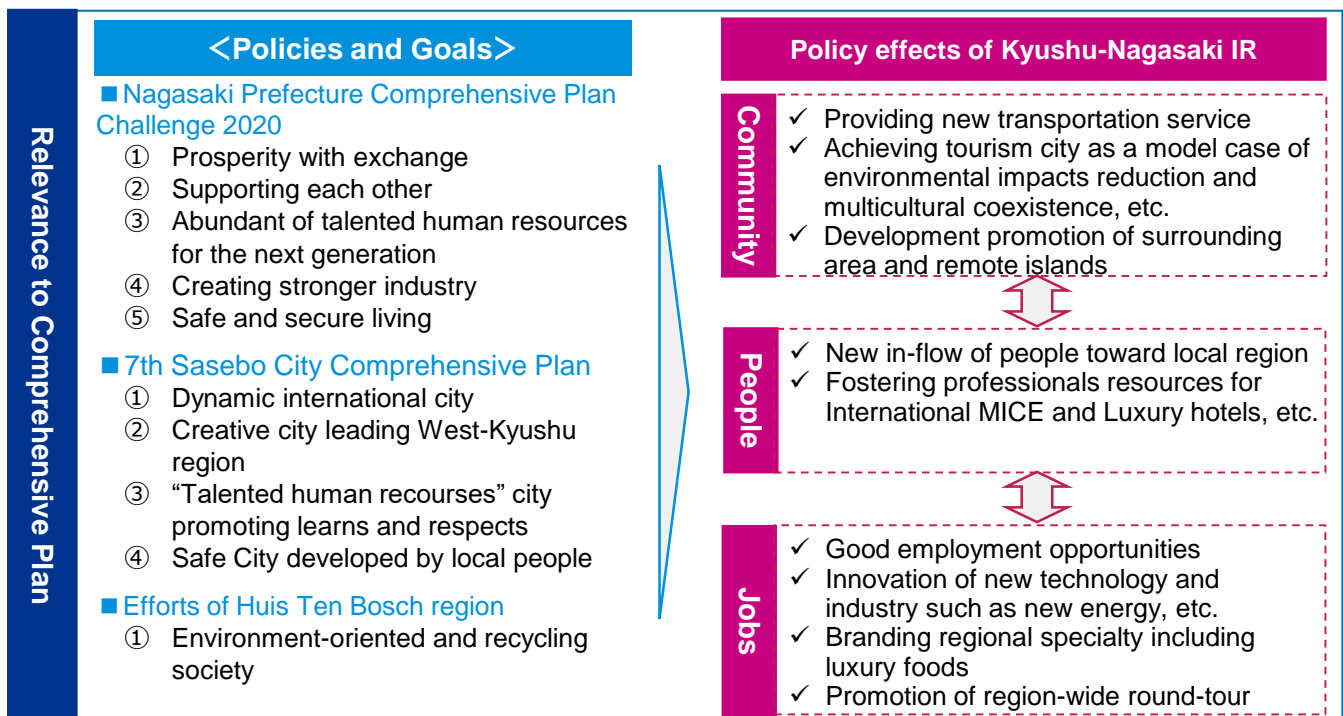 Relevance to Comprehensive Plan
＜Policies and Goals＞
■Nagasaki Prefecture Comprehensive Plan
Challenge 2020
① Prosperity with exchange
② Supporting each other
③ Abundant of talented human resources
for the next generation
④ Creating stronger industry
⑤ Safe and secure living
■7th Sasebo City Comprehensive Plan
① Dynamic international city
② Creative city leading West-Kyushu
region
③ “Talented human recourses” city
promoting learns and respects
④ Safe City developed by local people
■Efforts of Huis Ten Bosch region
① Environment-oriented and recycling
society
Policy effects of Kyushu-Nagasaki IR
Community
✓ Providing new transportation service
✓ Achieving tourism city as a model case of
environmental impacts reduction and
multicultural coexistence, etc.
✓ Development promotion of surrounding
area and remote islands
People
✓ New in-flow of people toward local region
✓ Fostering professionals resources for
International MICE and Luxury hotels, etc.
Jobs
✓ Good employment opportunities
✓ Innovation of new technology and
industry such as new energy, etc.
✓ Branding regional specialty including
luxury foods
✓ Promotion of region-wide round-tour